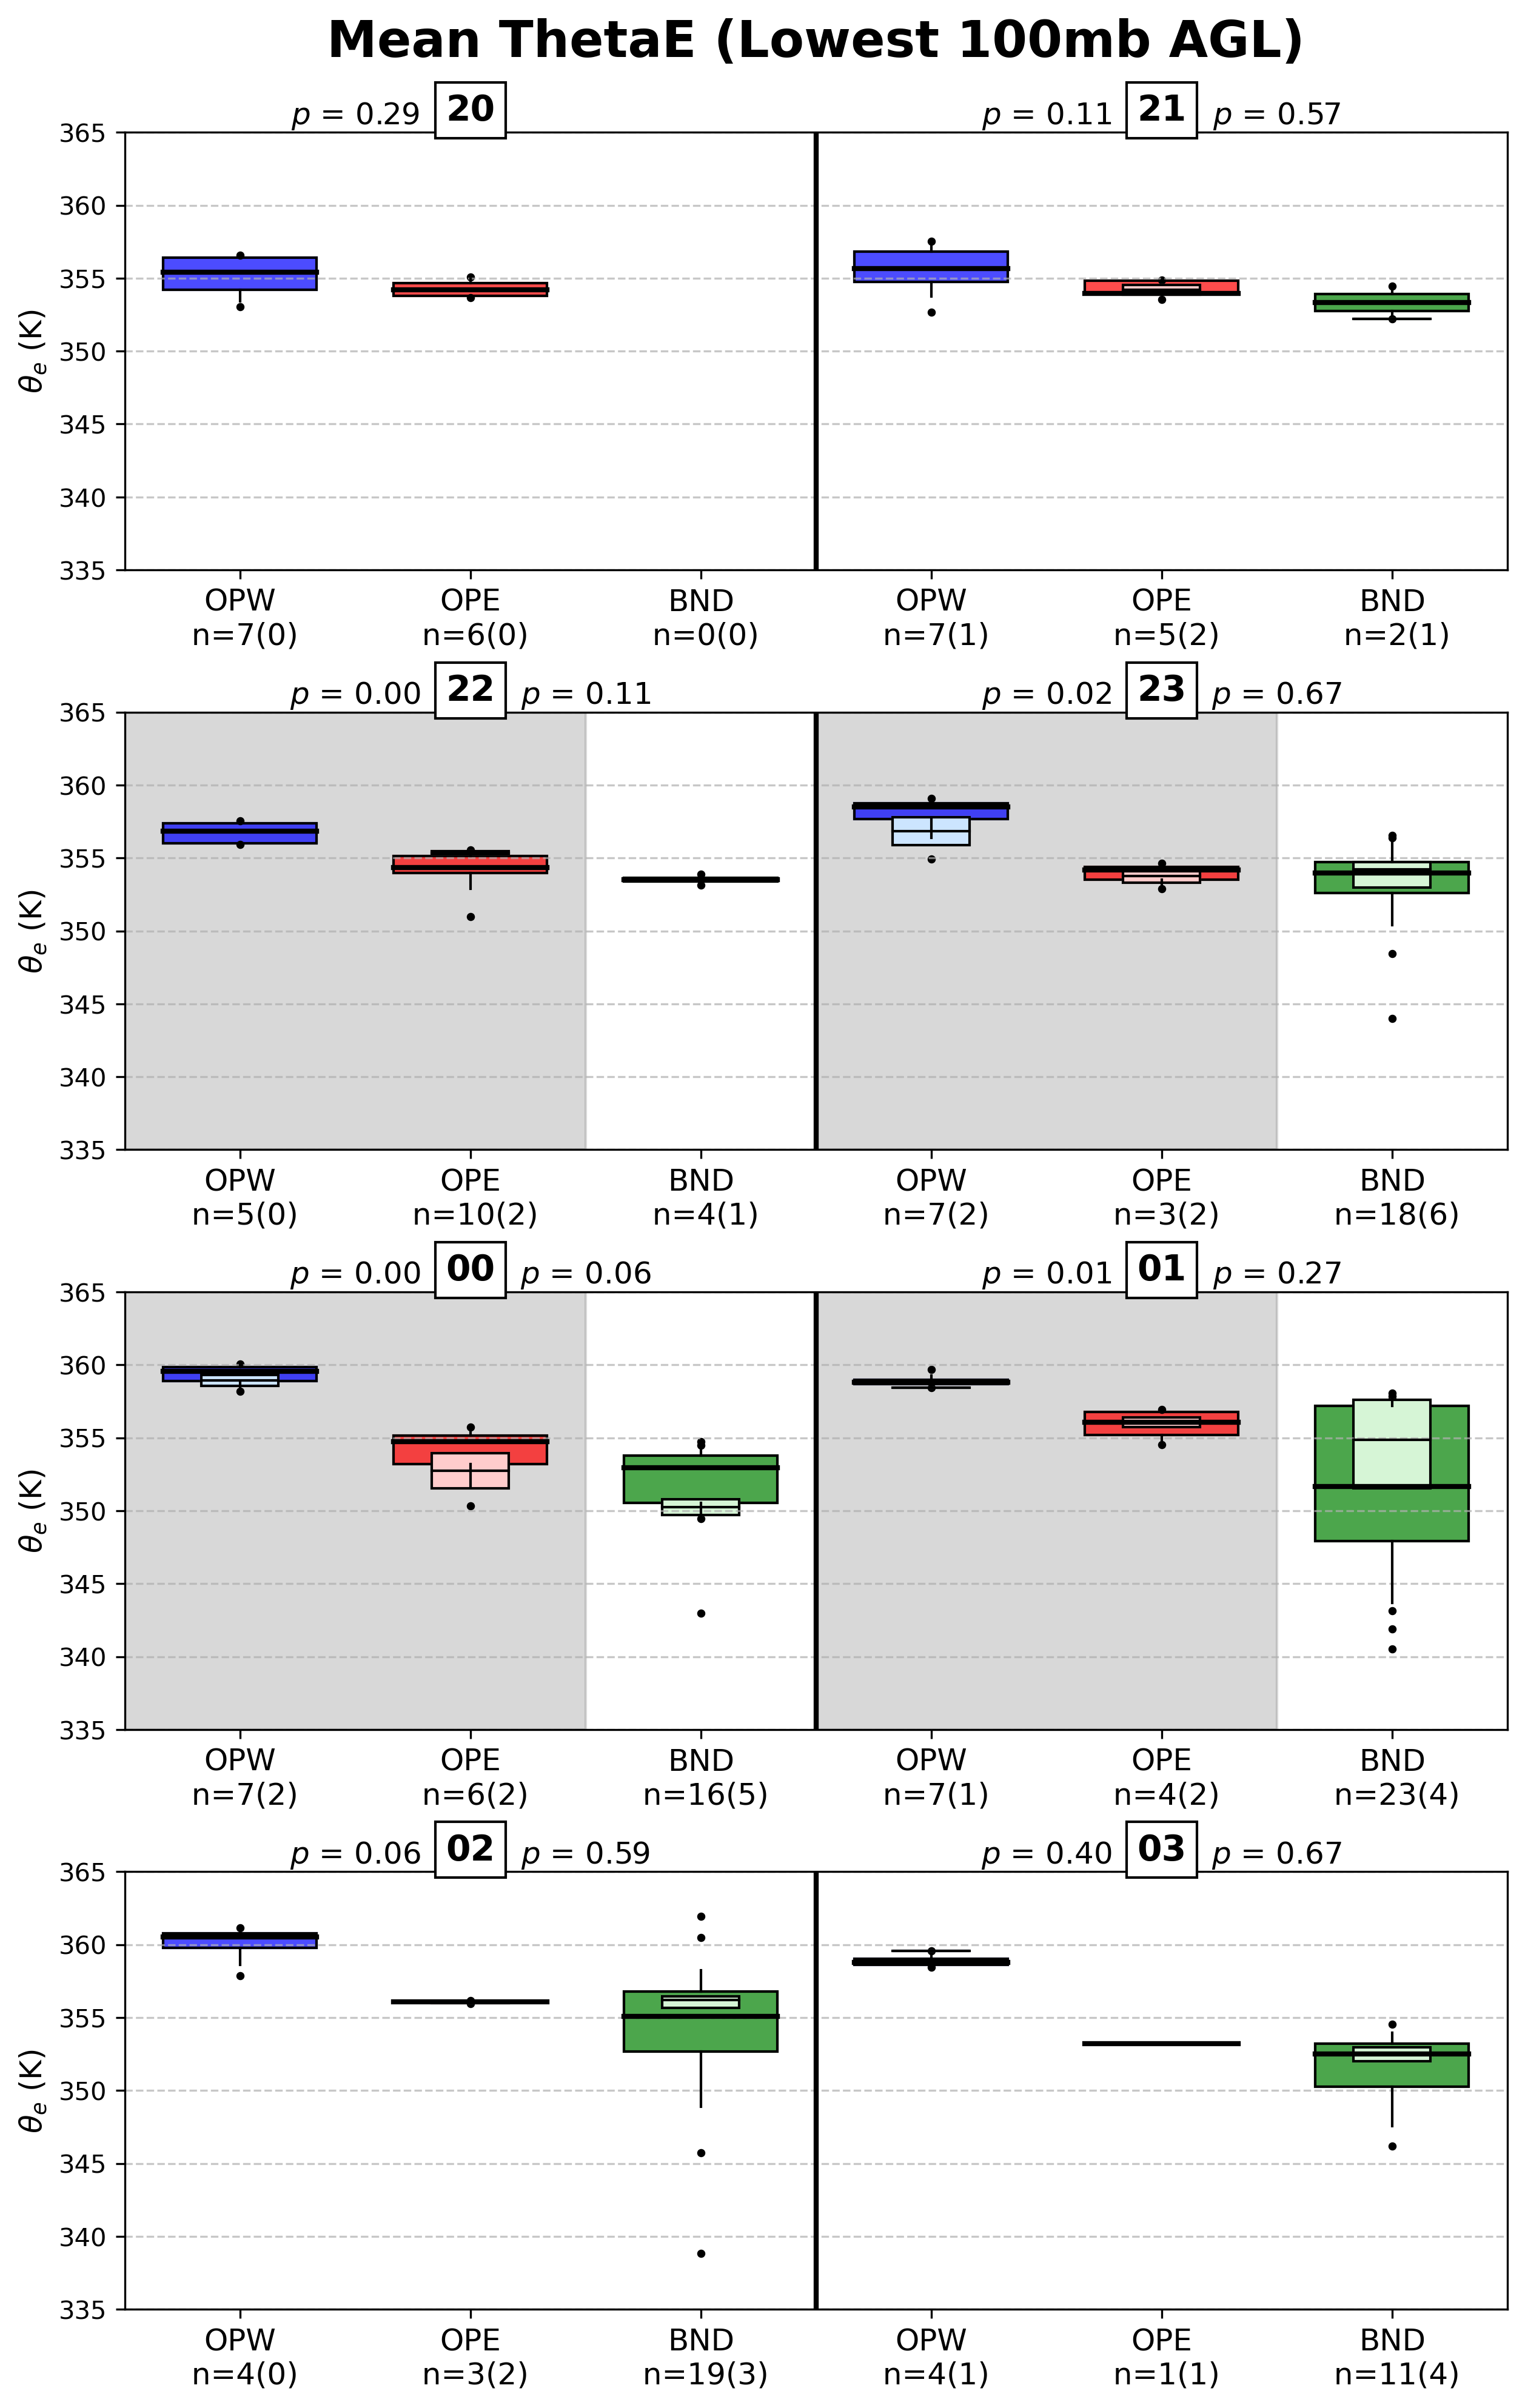 Mean ThetaE (Lowest 100mb AGL)
p = 0.29 20
p = 0.11 21 p = 0.57
365
360
355
350
345
340
335
θe (K)
OPW OPE BND OPW OPE BND
n=7(0) n=6(0) n=0(0) n=7(1) n=5(2) n=2(1)
p = 0.00 22 p = 0.11
p = 0.02 23 p = 0.67
365
360
355
350
345
340
335
θe (K)
OPW OPE BND OPW OPE BND
n=5(0) n=10(2) n=4(1) n=7(2) n=3(2) n=18(6)
p = 0.00 00 p = 0.06
p = 0.01 01 p = 0.27
365
360
355
350
345
340
335
θe (K)
OPW OPE BND OPW OPE BND
n=7(2) n=6(2) n=16(5) n=7(1) n=4(2) n=23(4)
p = 0.06 02 p = 0.59
p = 0.40 03 p = 0.67
365
360
355
350
345
340
335
θe (K)
OPW OPE BND OPW OPE BND
n=4(0) n=3(2) n=19(3) n=4(1) n=1(1) n=11(4)